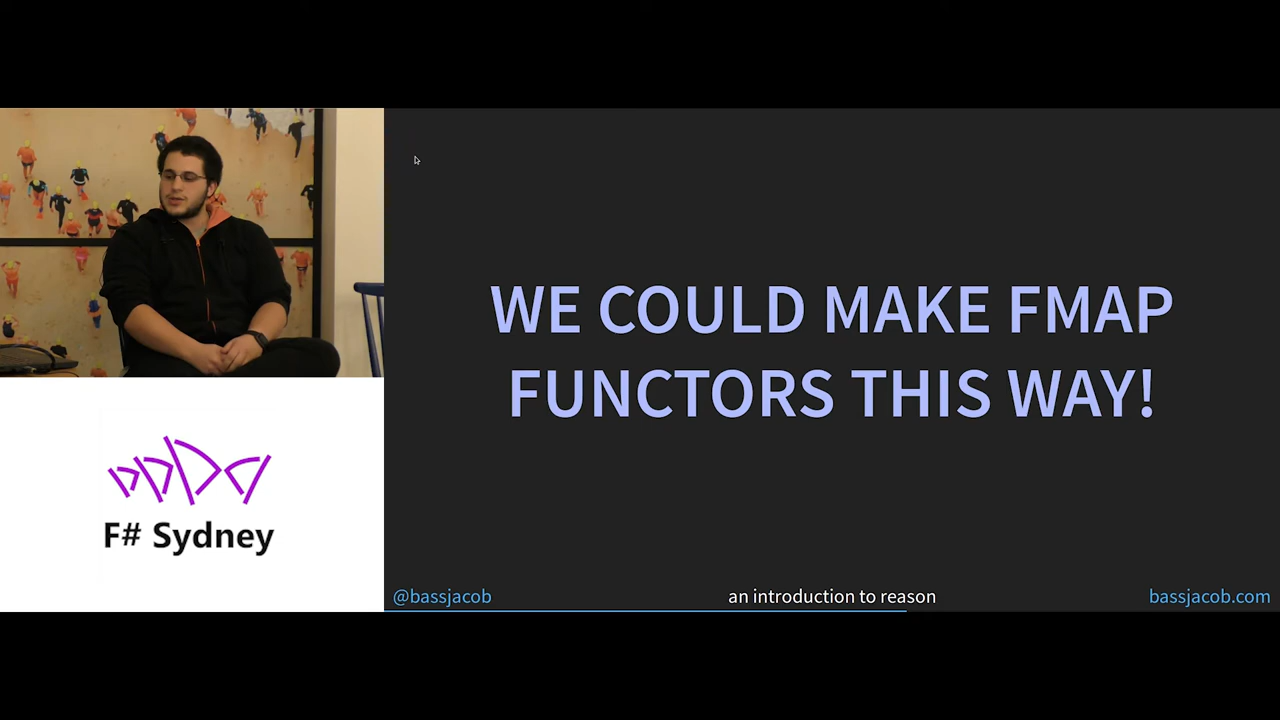 WE COULD MAKE FMAP
FUNCTORS THIS WAY!
F# Sydney
@bassjacob
an introduction to reason
bassjacob.com